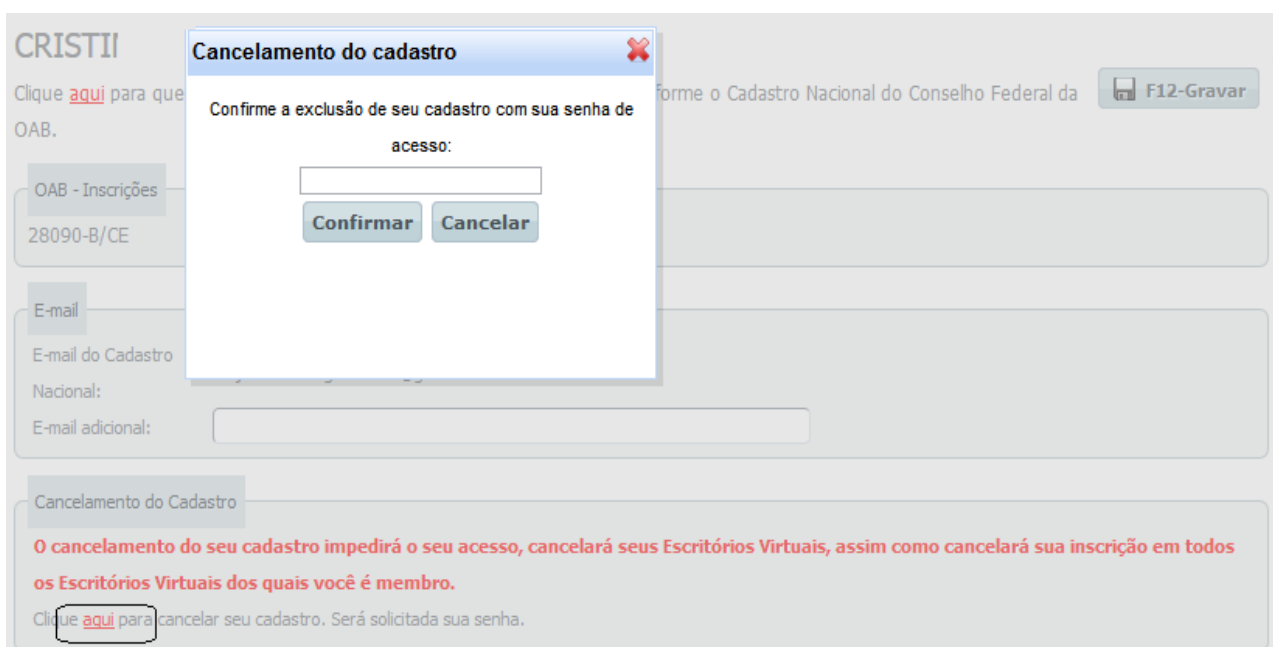 CRISTI
Cancelamento do cadastro
Clique aqui para que
forme o Cadastro Nacional do Conselho Federal da
OAB.
F12-Gravar
Confirme a exclusão de seu cadastro com sua senha de
acesso:
Confirmar Cancelar
OAB - Inscrições
28090-B/CE
E-mail
E-mail do Cadastro
Nacional:
E-mail adicional:
Cancelamento do Cadastro
O cancelamento do seu cadastro impedirá o seu acesso, cancelará seus Escritórios Virtuais, assim como cancelará sua inscrição em todos
os Escritórios Virtuais dos quais você é membro.
Clique aqui para cancelar seu cadastro. Será solicitada sua senha.